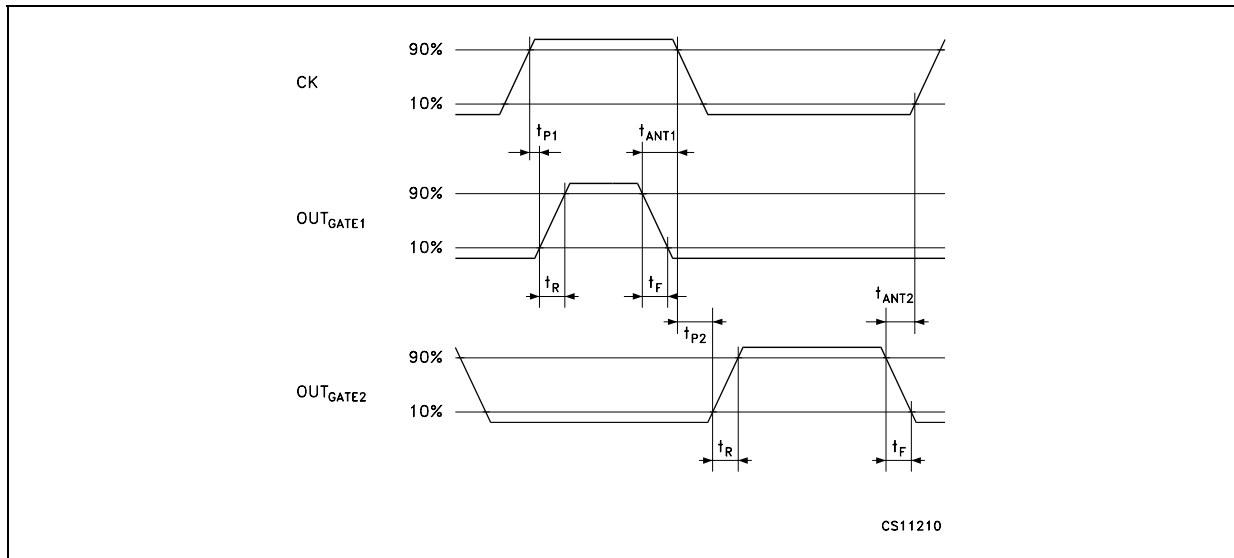 90%
CK
10%
tP1
tANT1
90%
OUTGATE1
10%
tR
tF
tANT2
tP2
90%
OUTGATE2
10%
tR
tF
CS11210